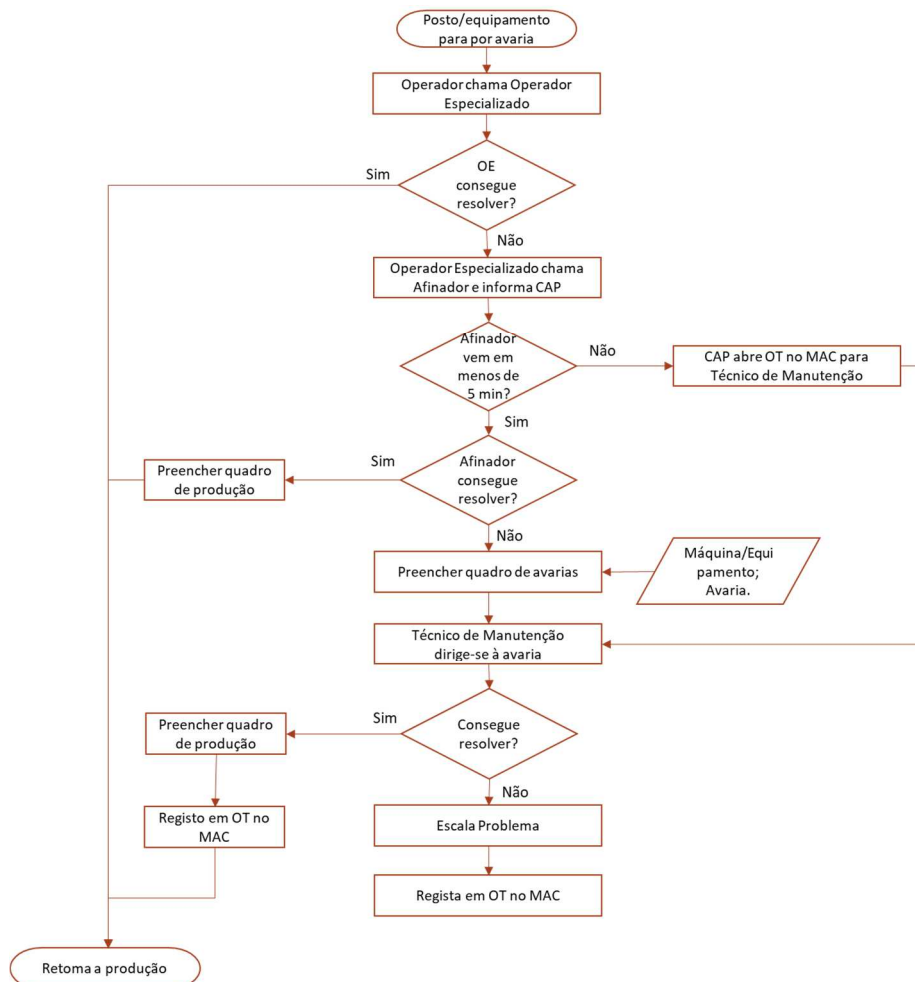 Posto/equipamento
para por avaria
Operador chama Operador
Especializado
Sim
OE
consegue
resolver?
Não
Operador Especializado chama
Afinador e informa CAP
Afinador
vem em
menos de
5 min?
Não
CAP abre OT no MAC para
Técnico de Manutenção
Sim
Preencher quadro
de produção
Sim
Afinador
consegue
resolver?
Não
Preencher quadro de avarias
Máquina/Equi
pamento;
Avaria.
Técnico de Manutenção
dirige-se à avaria
Preencher quadro
de produção
Sim
Consegue
resolver?
Não
Registo em OT no
MAC
Escala Problema
Regista em OT no MAC
Retoma a produção